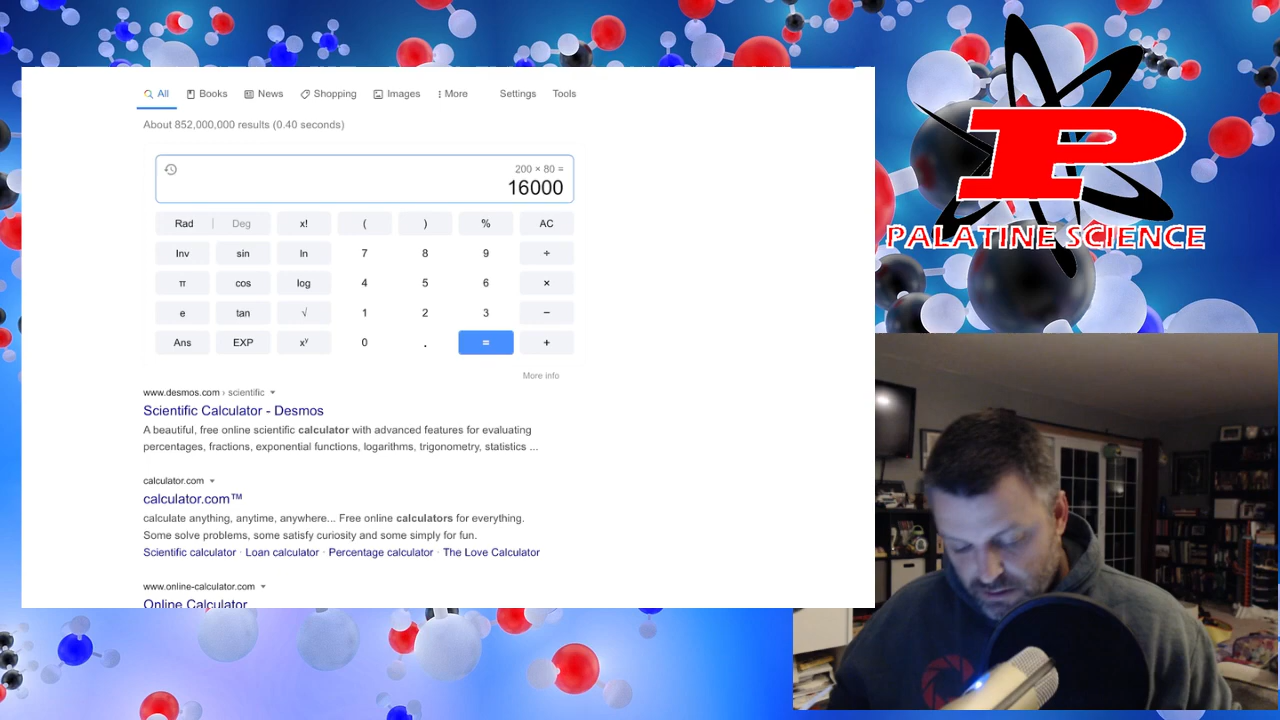 All Books News Shopping Images More Settings Tools
About 852,000,000 results (0.40 seconds)
200 × 80 =
16000
Rad Deg x! ( ) % AC
Inv sin ln 7 8 9 ÷
π cos log 4 5 6 ×
e tan √ 1 2 3 −
Ans EXP xʸ 0 . = +
More info
www.desmos.com › scientific
Scientific Calculator - Desmos
A beautiful, free online scientific calculator with advanced features for evaluating
percentages, fractions, exponential functions, logarithms, trigonometry, statistics ...
calculator.com
calculator.com™
calculate anything, anytime, anywhere... Free online calculators for everything.
Some solve problems, some satisfy curiosity and some simply for fun.
Scientific calculator · Loan calculator · Percentage calculator · The Love Calculator
www.online-calculator.com
Online Calculator
P
PALATINE SCIENCE